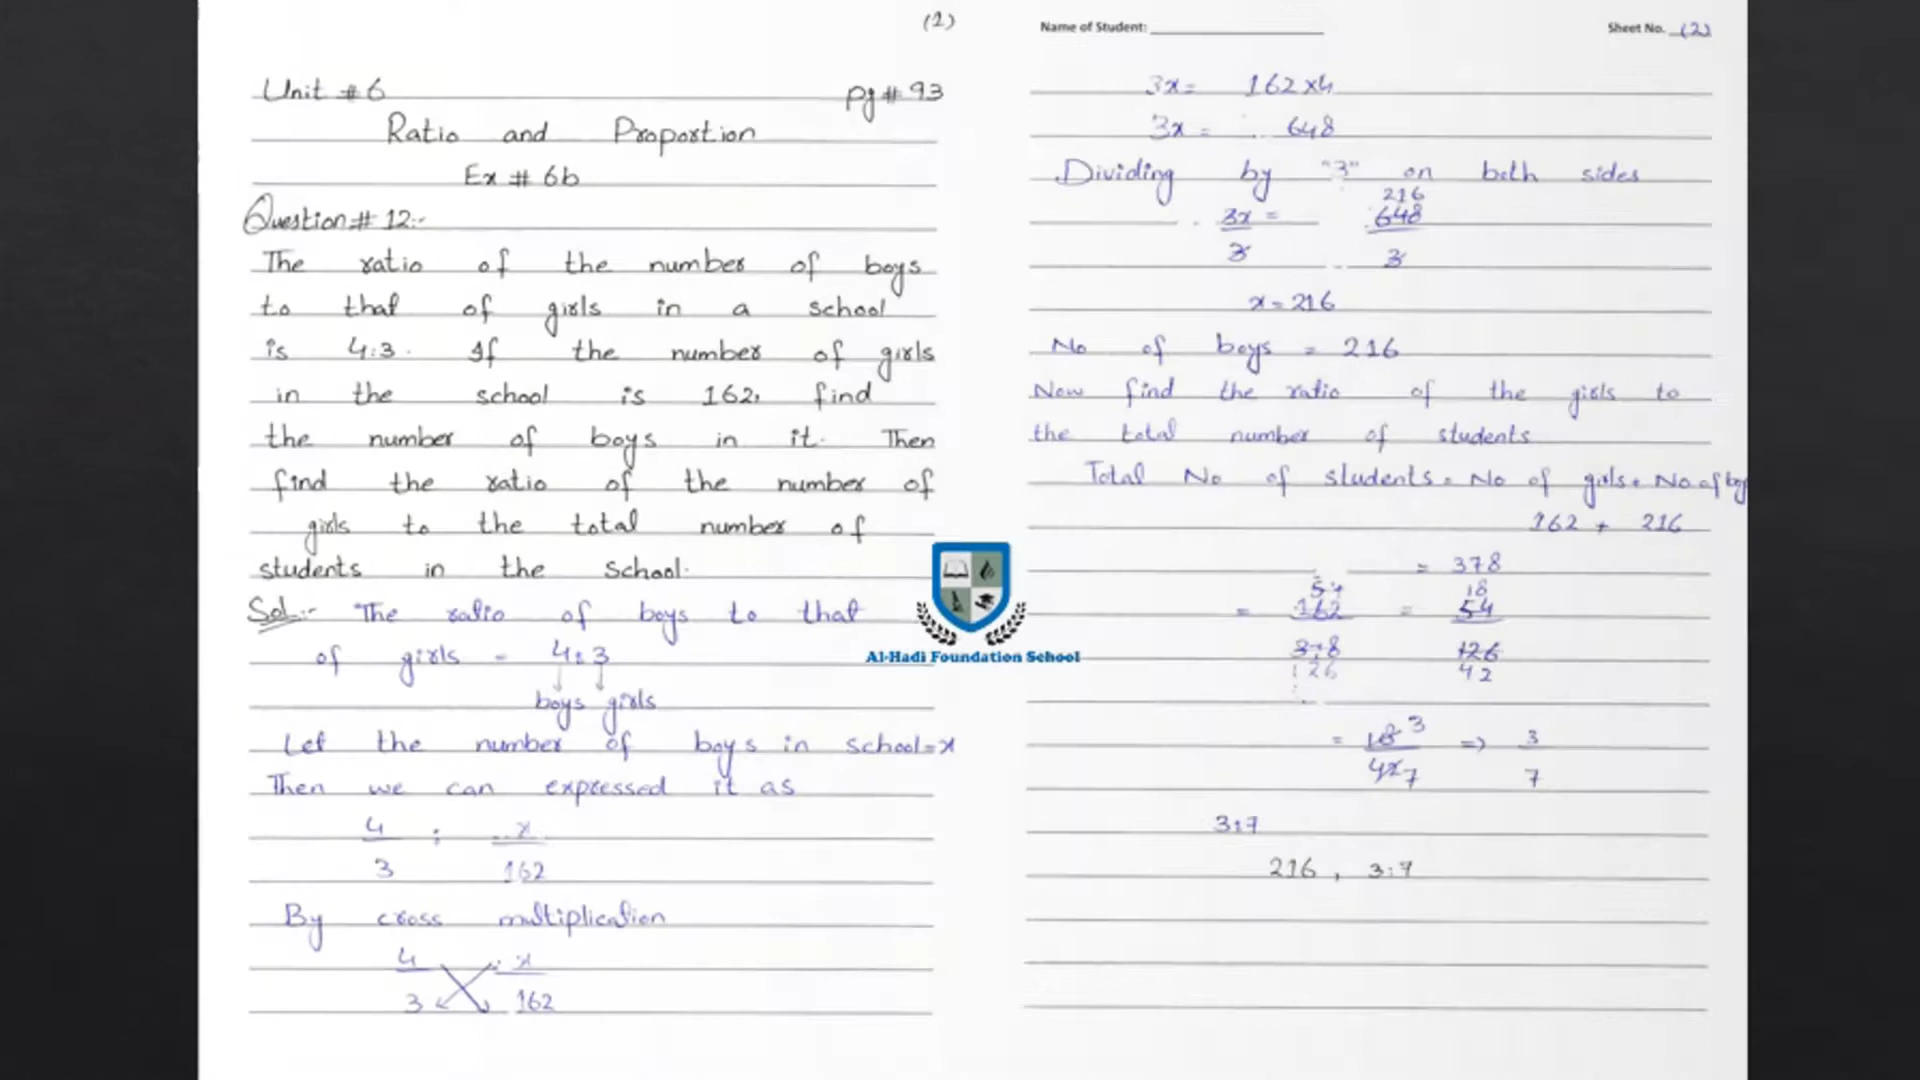 (1)
Unit # 6 pg # 93
Ratio and Proportion
Ex # 6b
Question # 12:-
The ratio of the number of boys
to that of girls in a school
is 4:3. If the number of girls
in the school is 162, find
the number of boys in it. Then
find the ratio of the number of
girls to the total number of
students in the school.
Sol:- The ratio of boys to that
of girls = 4:3
boys girls
Let the number of boys in school = x
Then we can expressed it as
4 : x
3 162
By cross multiplication
4 x
3 162
Name of Student: Sheet No. (2)
3x = 162 x 4
3x = 648
Dividing by "3" on both sides
216
3x = 648
3 3
x = 216
No of boys = 216
Now find the ratio of the girls to
the total number of students
Total No of students = No of girls + No of boy
162 + 216
= 378
54 18
= 162 = 54
378 126
126 42
= 18 3 => 3
42 7 7
3:7
216 , 3:7
Al-Hadi Foundation School